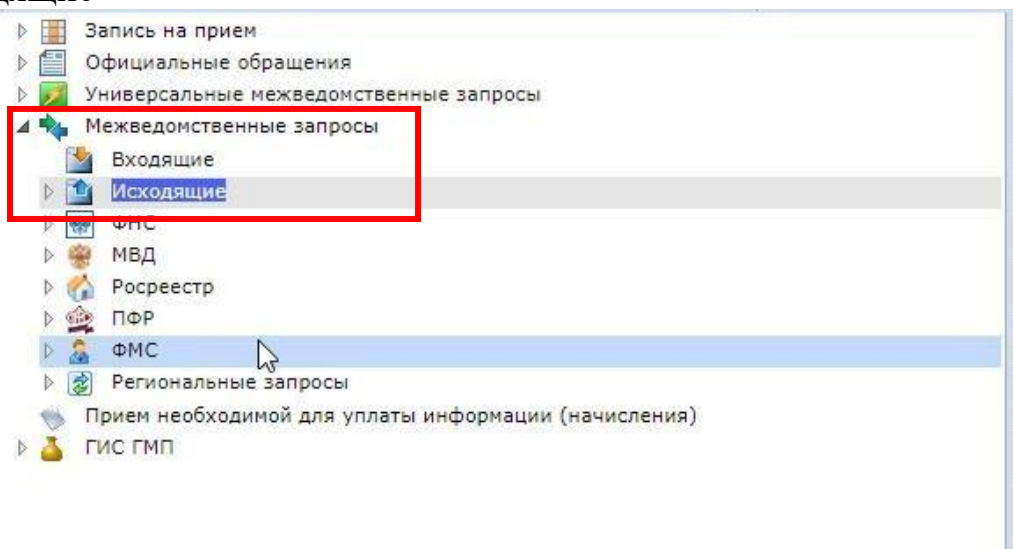 Запись на прием
Официальные обращения
Универсальные межведомственные запросы
Межведомственные запросы
Входящие
Исходящие
ФНС
МВД
Росреестр
ПФР
ФМС
Региональные запросы
Прием необходимой для уплаты информации (начисления)
ГИС ГМП